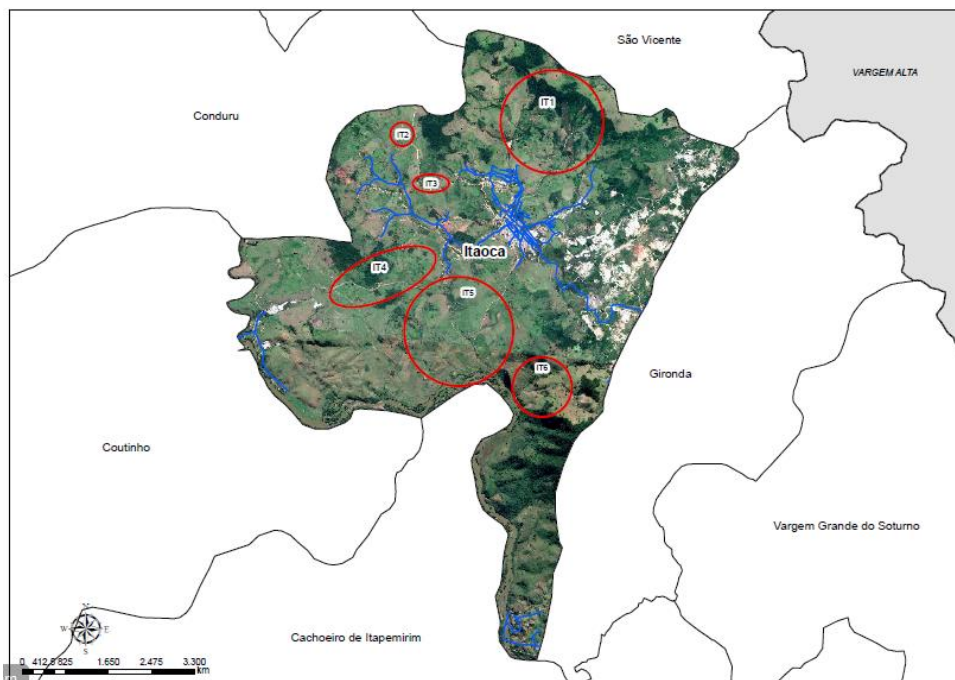 São Vicente
VARGEM ALTA
Conduru
IT1
IT2
IT3
Itaoca
IT4
IT5
IT6
Gironda
Coutinho
Vargem Grande do Soturno
Cachoeiro de Itapemirim
W E
S
0 412,5 825 1.650 2.475 3.300
km